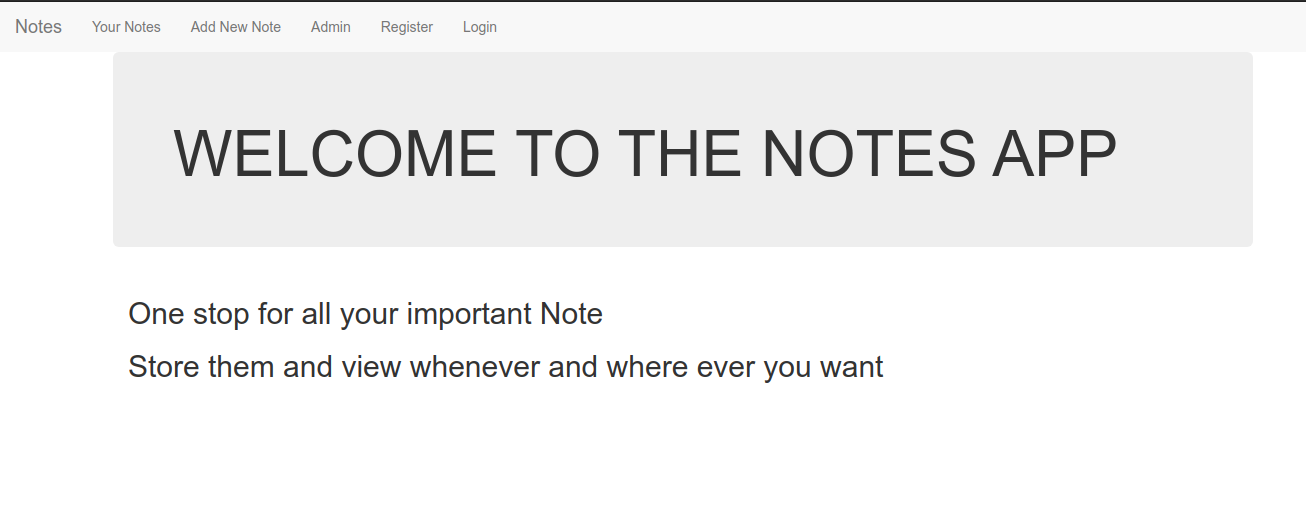 Notes Your Notes Add New Note Admin Register Login
WELCOME TO THE NOTES APP
One stop for all your important Note
Store them and view whenever and where ever you want